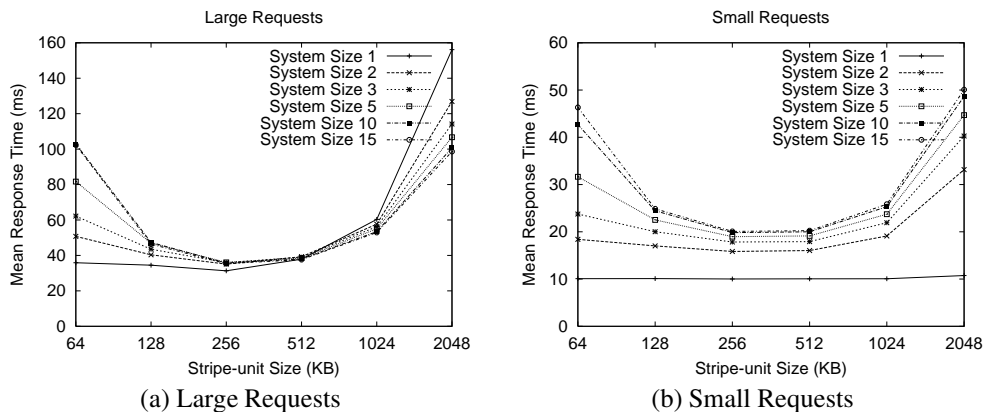 Large Requests
Mean Response Time (ms)
160
140
120
100
80
60
40
20
0
System Size 1
System Size 2
System Size 3
System Size 5
System Size 10
System Size 15
64 128 256 512 1024 2048
Stripe-unit Size (KB)
(a) Large Requests
Small Requests
Mean Response Time (ms)
60
50
40
30
20
10
0
System Size 1
System Size 2
System Size 3
System Size 5
System Size 10
System Size 15
64 128 256 512 1024 2048
Stripe-unit Size (KB)
(b) Small Requests